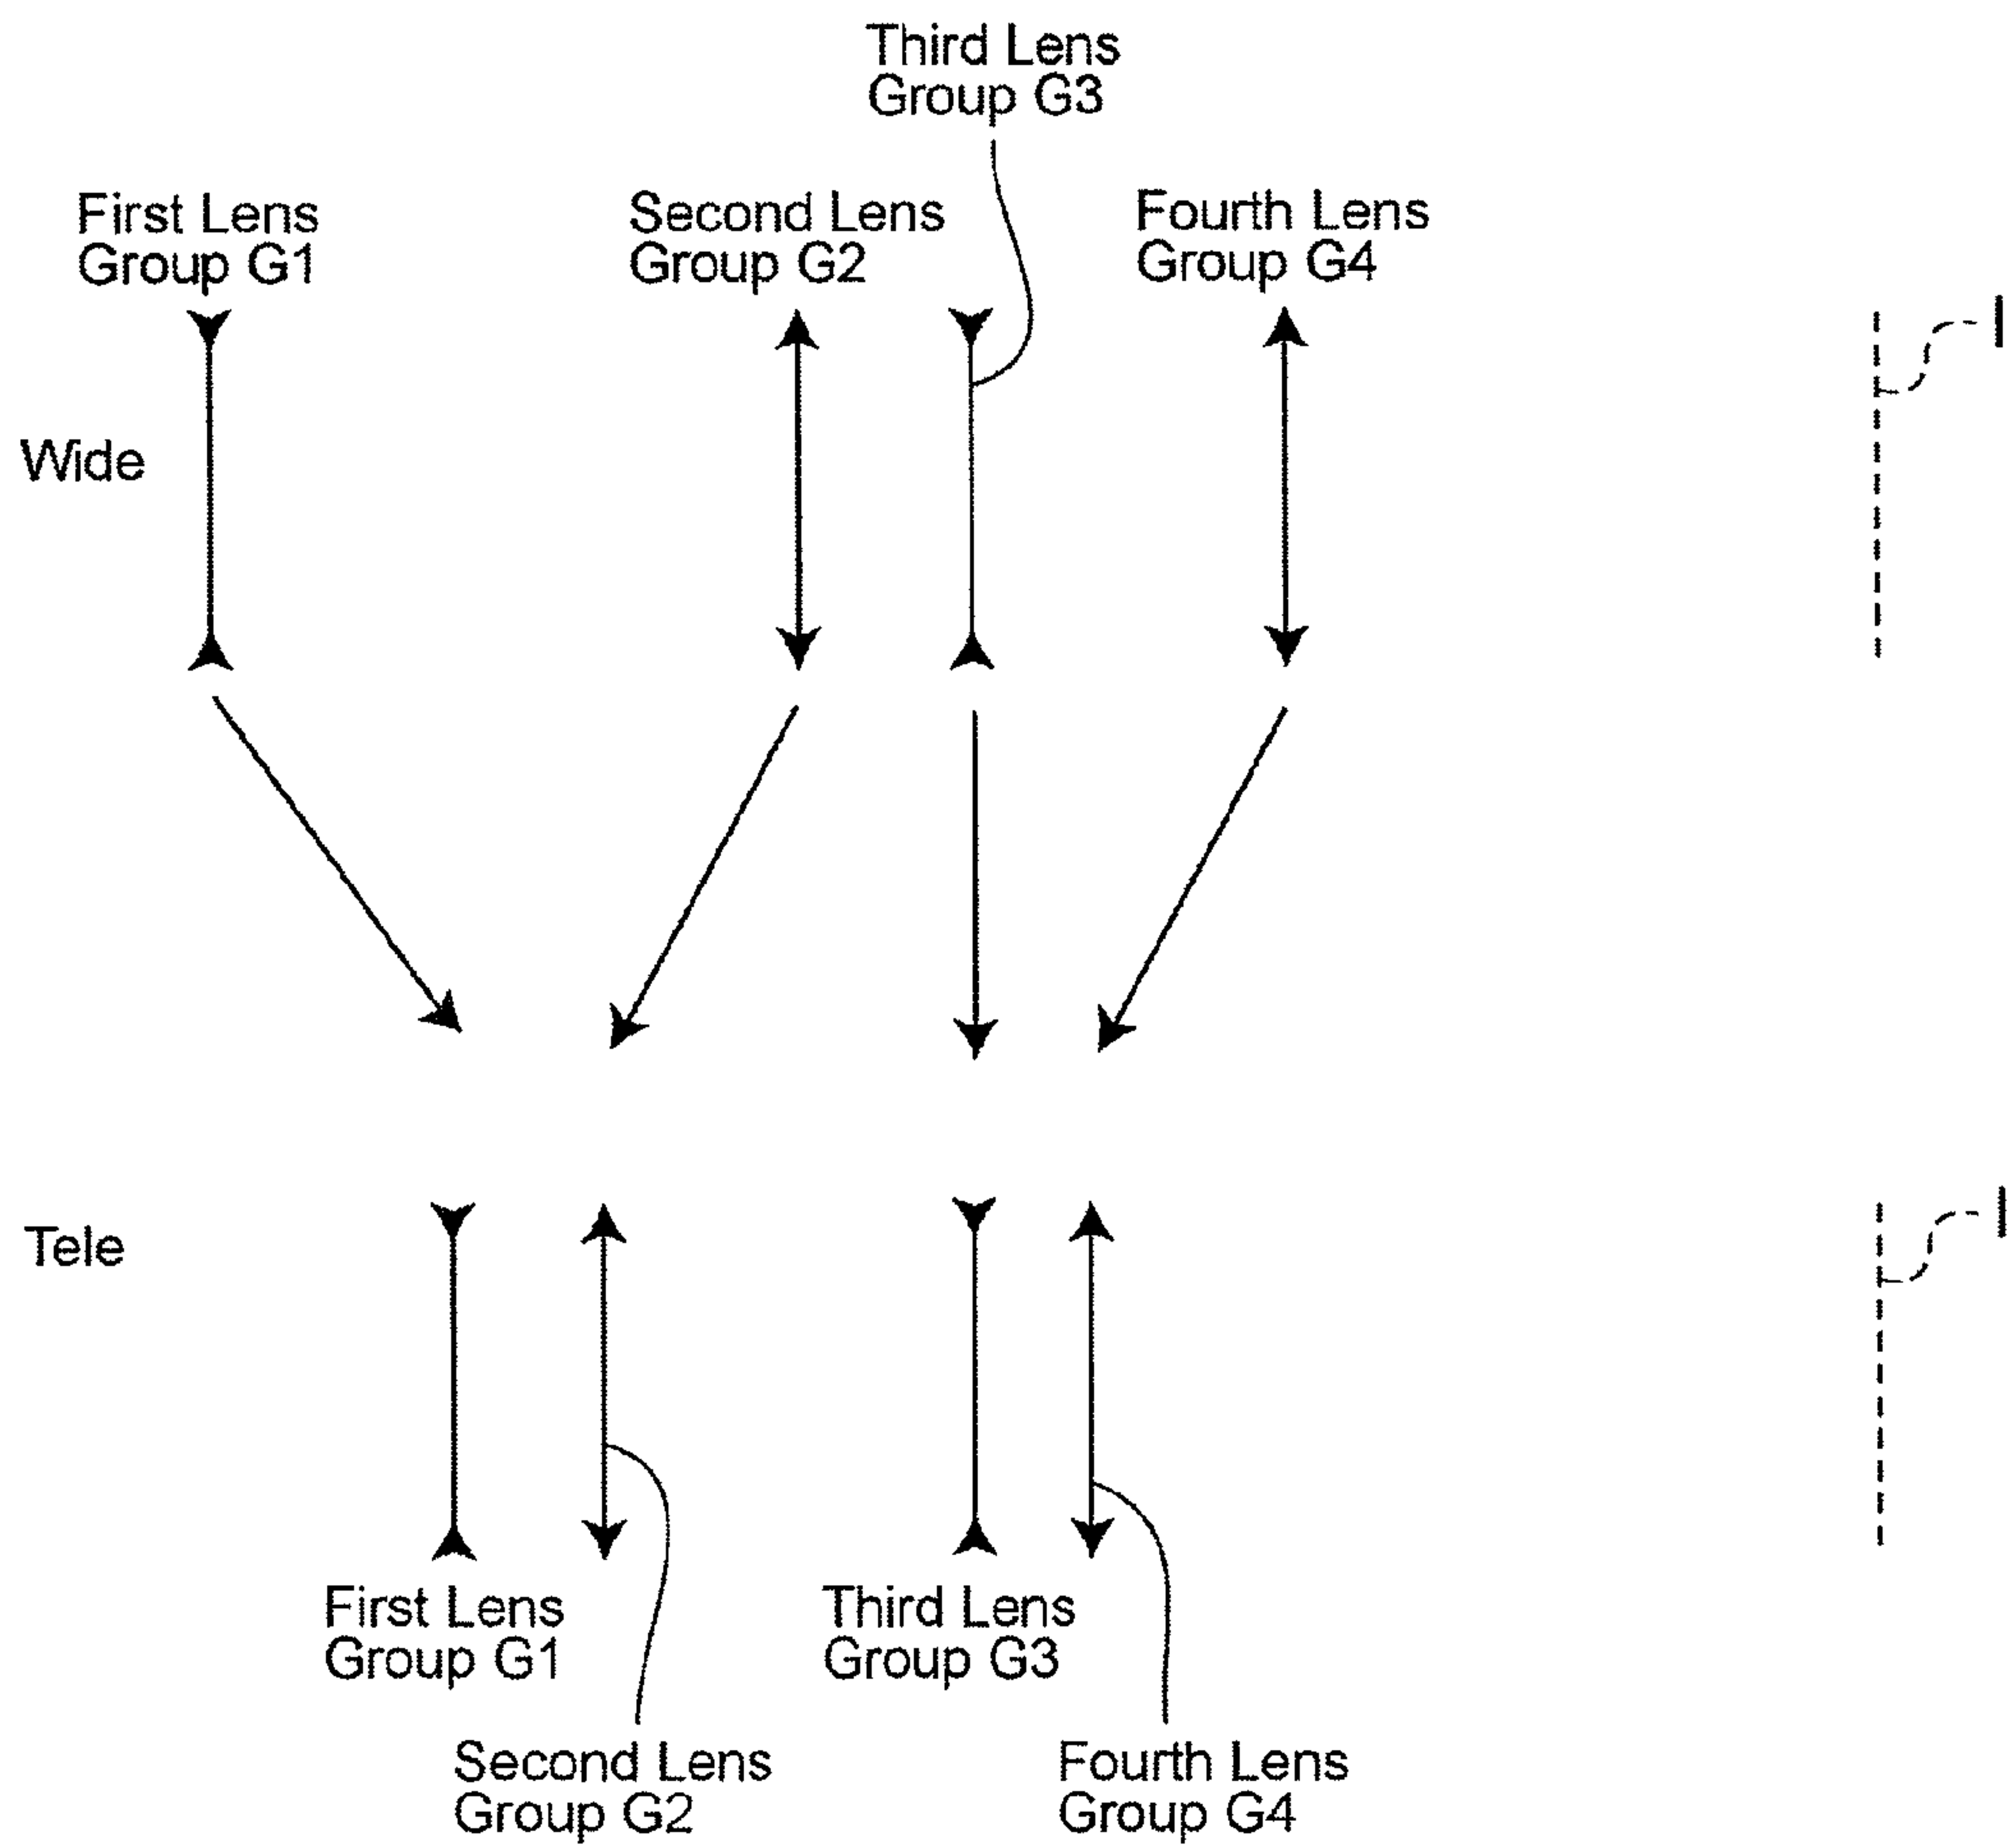 Third Lens
Group G3
First Lens
Group G1
Second Lens
Group G2
Fourth Lens
Group G4
I
Wide
I
Tele
First Lens
Group G1
Third Lens
Group G3
Second Lens
Group G2
Fourth Lens
Group G4